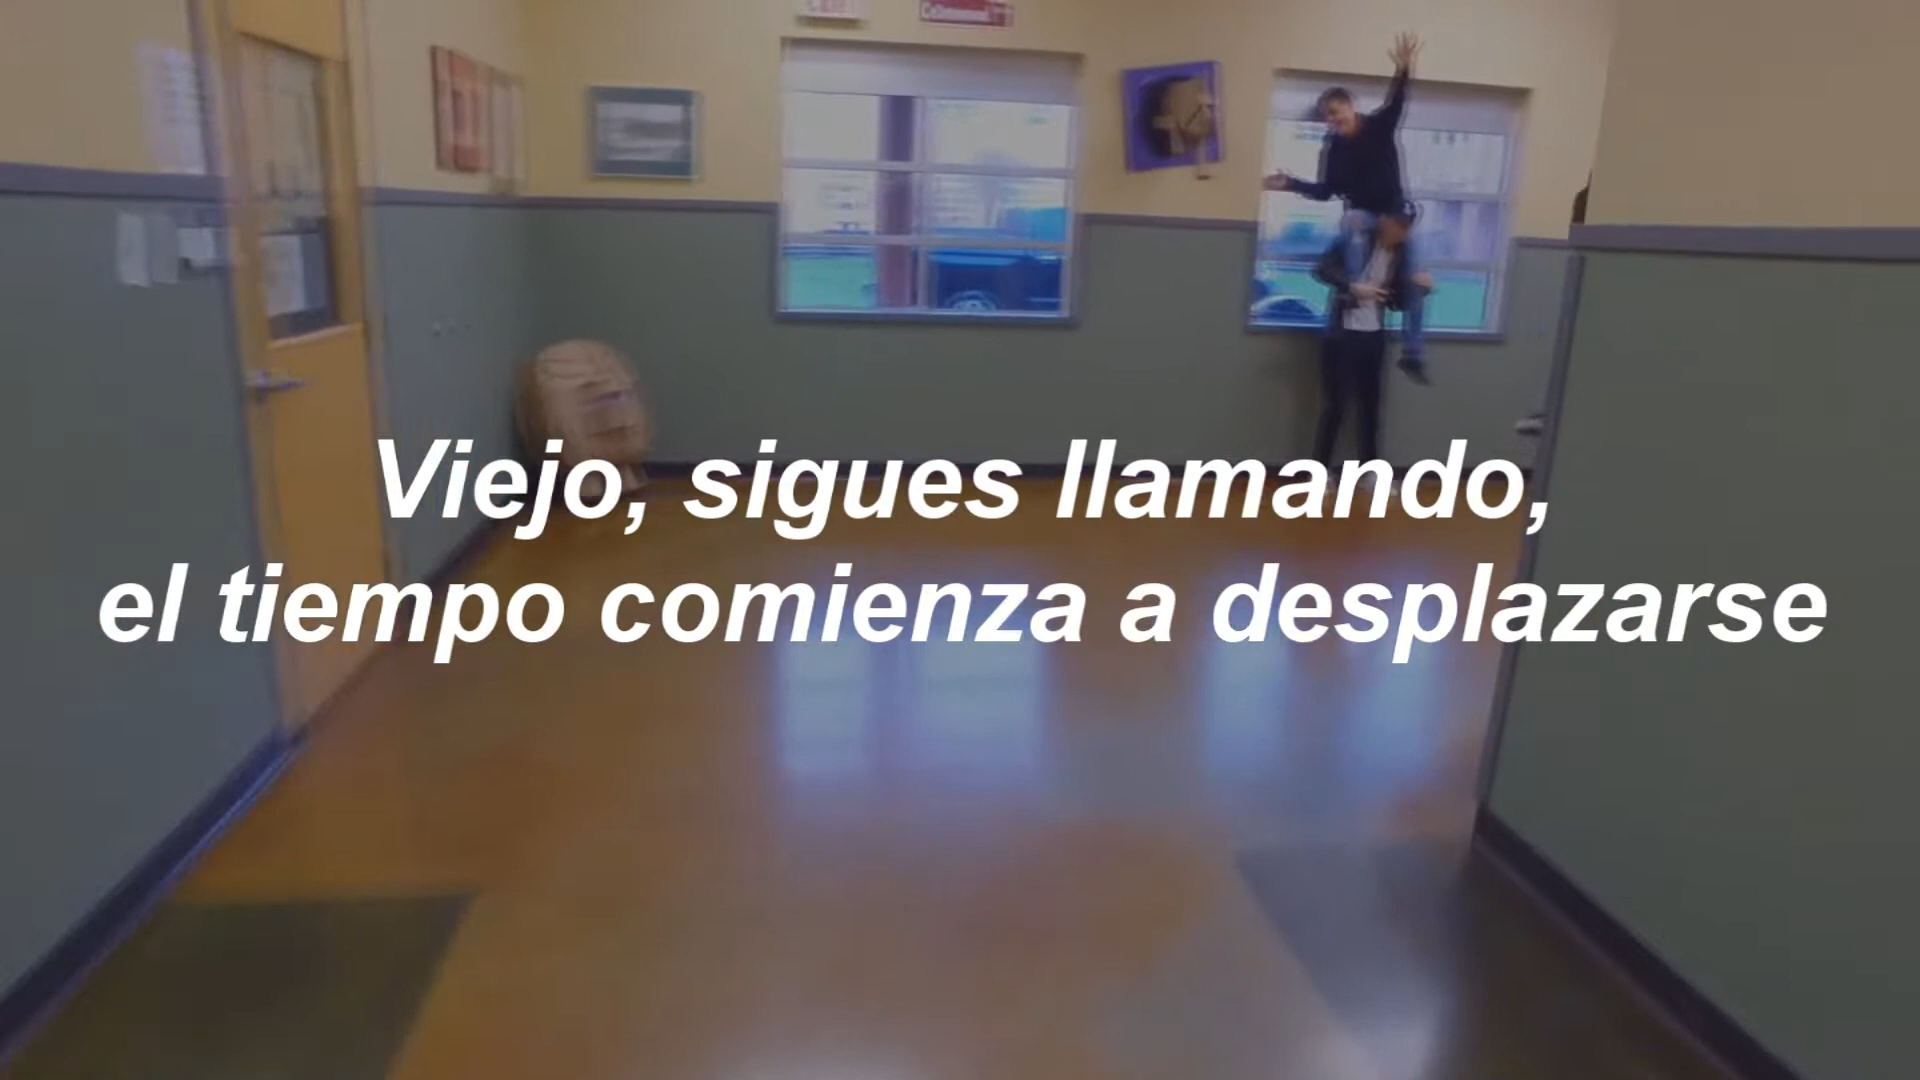 Viejo, sigues llamando,
el tiempo comienza a desplazarse